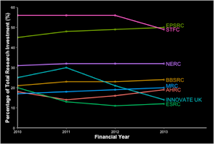 Percentage of Total Research Investment (%)
60
50
40
30
20
10
0
EPSRC
STFC
NERC
BBSRC
MRC
AHRC
INNOVATE UK
ESRC
2010
2011
2012
2013
Financial Year